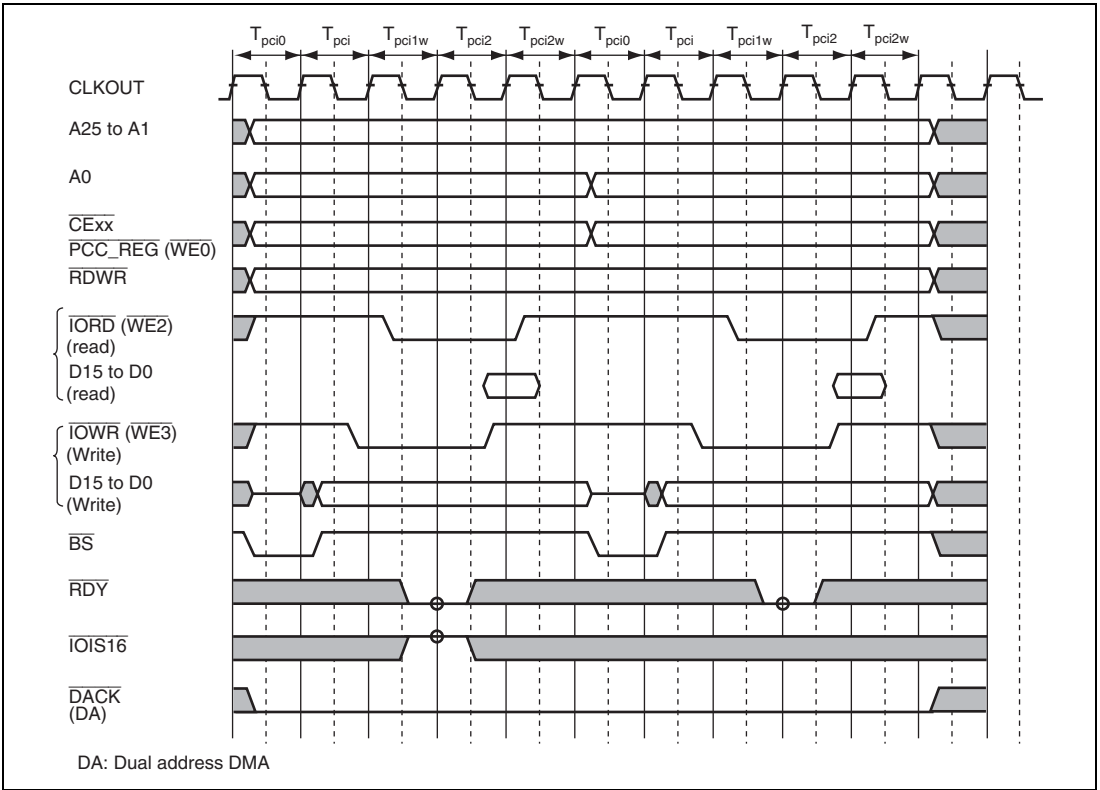 Tpci0 Tpci Tpci1w Tpci2 Tpci2w Tpci0 Tpci Tpci1w Tpci2 Tpci2w
CLKOUT
A25 to A1
A0
CExx
PCC_REG (WE0)
RDWR
IORD (WE2)
(read)
D15 to D0
(read)
IOWR (WE3)
(Write)
D15 to D0
(Write)
BS
RDY
IOIS16
DACK
(DA)
DA: Dual address DMA